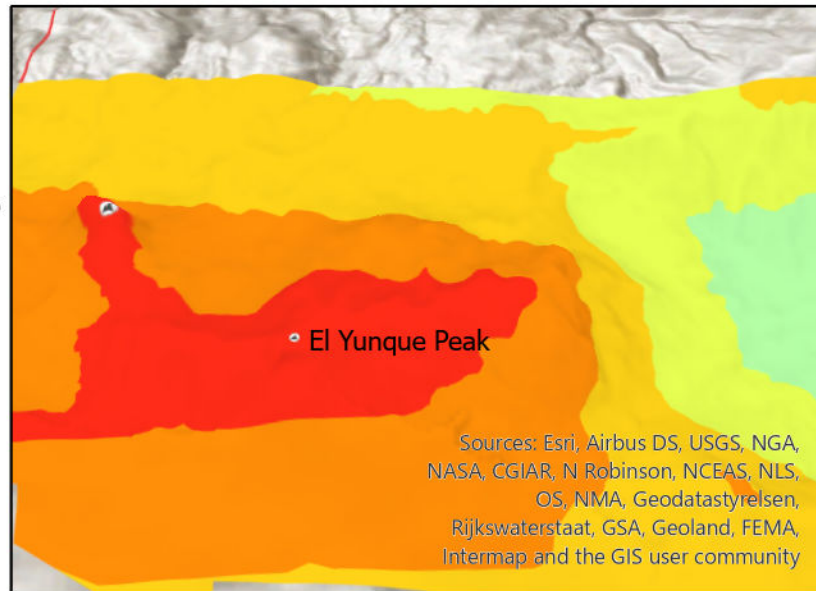 El Yunque Peak
Sources: Esri, Airbus DS, USGS, NGA,
NASA, CGIAR, N Robinson, NCEAS, NLS,
OS, NMA, Geodatastyrelsen,
Rijkswaterstaat, GSA, Geoland, FEMA,
Intermap and the GIS user community